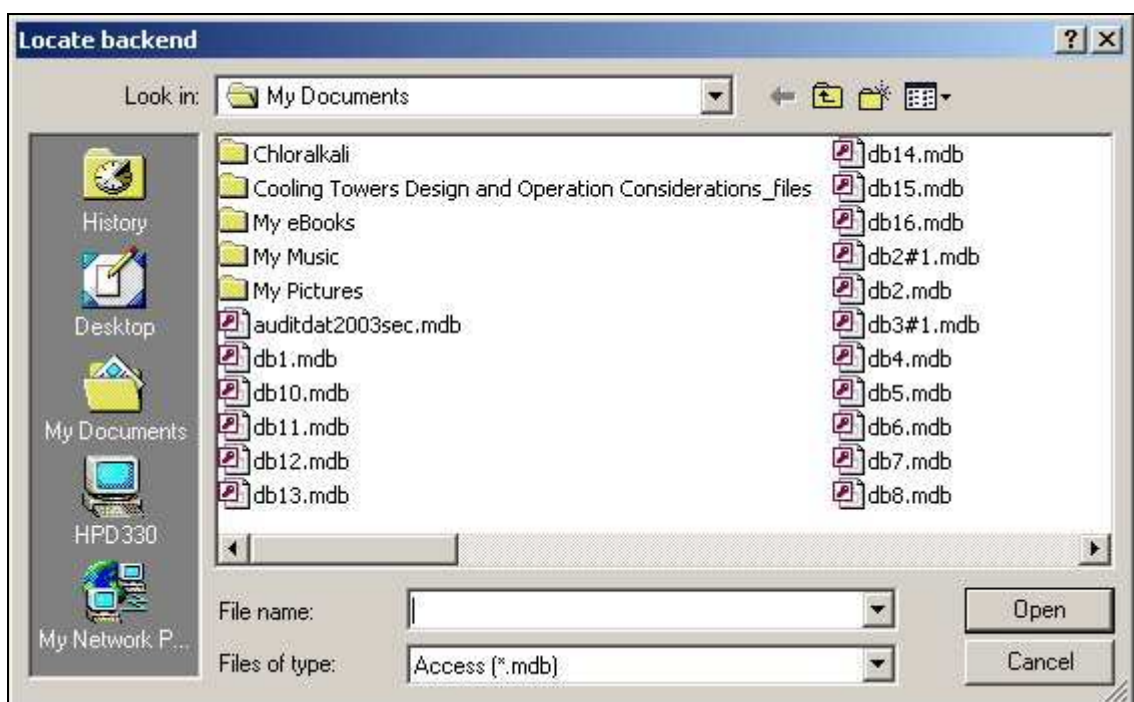 Locate backend
Look in: My Documents
History
Desktop
My Documents
HPD330
My Network P...
Chloralkali
Cooling Towers Design and Operation Considerations_files
My eBooks
My Music
My Pictures
auditdat2003sec.mdb
db1.mdb
db10.mdb
db11.mdb
db12.mdb
db13.mdb
db14.mdb
db15.mdb
db16.mdb
db2#1.mdb
db2.mdb
db3#1.mdb
db4.mdb
db5.mdb
db6.mdb
db7.mdb
db8.mdb
File name:
Open
Files of type: Access (*.mdb)
Cancel